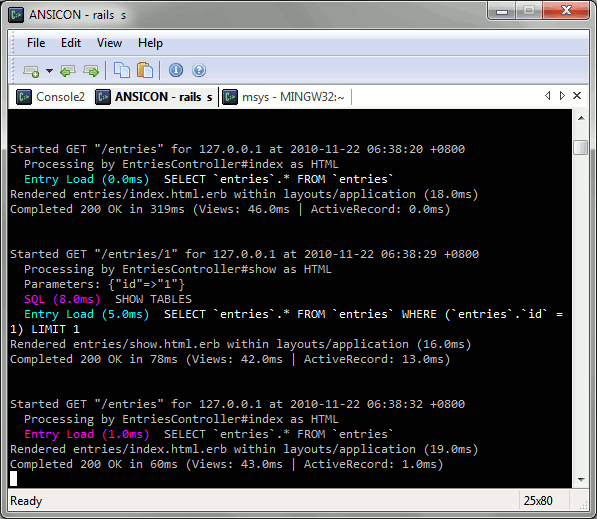 ANSICON - rails  s
File Edit View Help
Console2 ANSICON - rails s msys - MINGW32:~
Started GET "/entries" for 127.0.0.1 at 2010-11-22 06:38:20 +0800
  Processing by EntriesController#index as HTML
  Entry Load (0.0ms)  SELECT `entries`.* FROM `entries`
Rendered entries/index.html.erb within layouts/application (18.0ms)
Completed 200 OK in 319ms (Views: 46.0ms | ActiveRecord: 0.0ms)
Started GET "/entries/1" for 127.0.0.1 at 2010-11-22 06:38:29 +0800
  Processing by EntriesController#show as HTML
  Parameters: {"id"=>"1"}
  SQL (8.0ms)  SHOW TABLES
  Entry Load (5.0ms)  SELECT `entries`.* FROM `entries` WHERE (`entries`.`id` =
1) LIMIT 1
Rendered entries/show.html.erb within layouts/application (16.0ms)
Completed 200 OK in 78ms (Views: 42.0ms | ActiveRecord: 13.0ms)
Started GET "/entries" for 127.0.0.1 at 2010-11-22 06:38:32 +0800
  Processing by EntriesController#index as HTML
  Entry Load (1.0ms)  SELECT `entries`.* FROM `entries`
Rendered entries/index.html.erb within layouts/application (19.0ms)
Completed 200 OK in 60ms (Views: 43.0ms | ActiveRecord: 1.0ms)
Ready 25x80